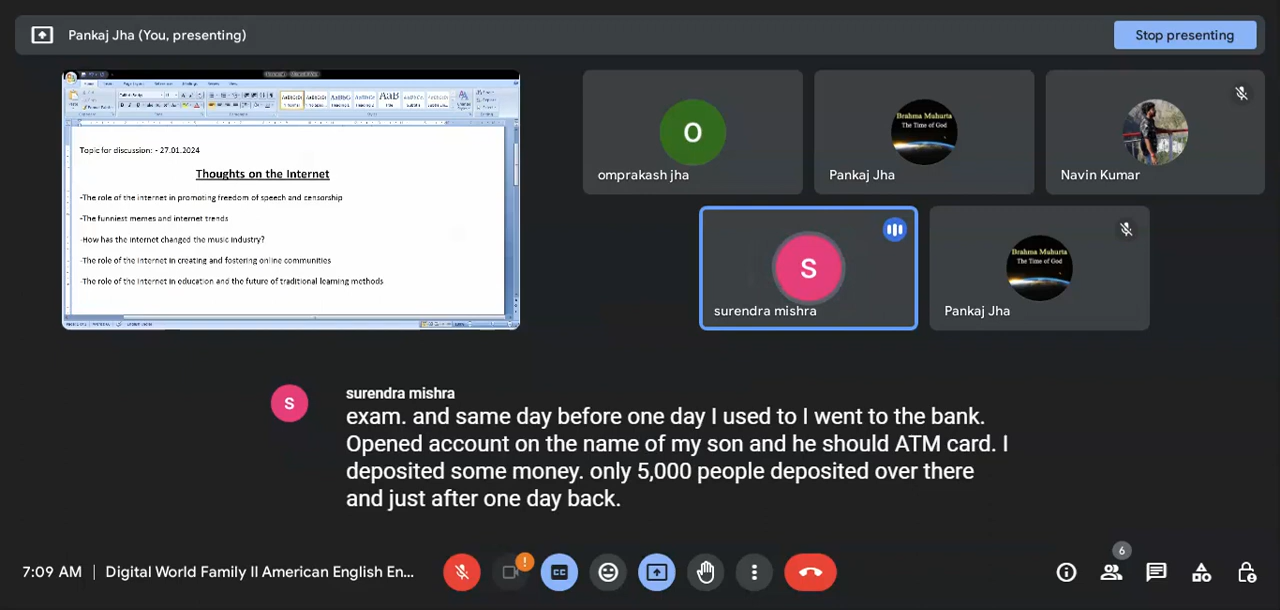 Pankaj Jha (You, presenting)
Stop presenting
Topic for discussion: - 27.01.2024
Thoughts on the Internet
-The role of the internet in promoting freedom of speech and censorship
-The funniest memes and internet trends
-How has the internet changed the music industry?
-The role of the internet in creating and fostering online communities
-The role of the internet in education and the future of traditional learning methods
O
omprakash jha
Brahma Muhurta
The Time of God
Pankaj Jha
Navin Kumar
S
surendra mishra
Brahma Muhurta
The Time of God
Pankaj Jha
S
surendra mishra
exam. and same day before one day I used to I went to the bank.
Opened account on the name of my son and he should ATM card. I
deposited some money. only 5,000 people deposited over there
and just after one day back.
7:09 AM | Digital World Family II American English En...
CC
6